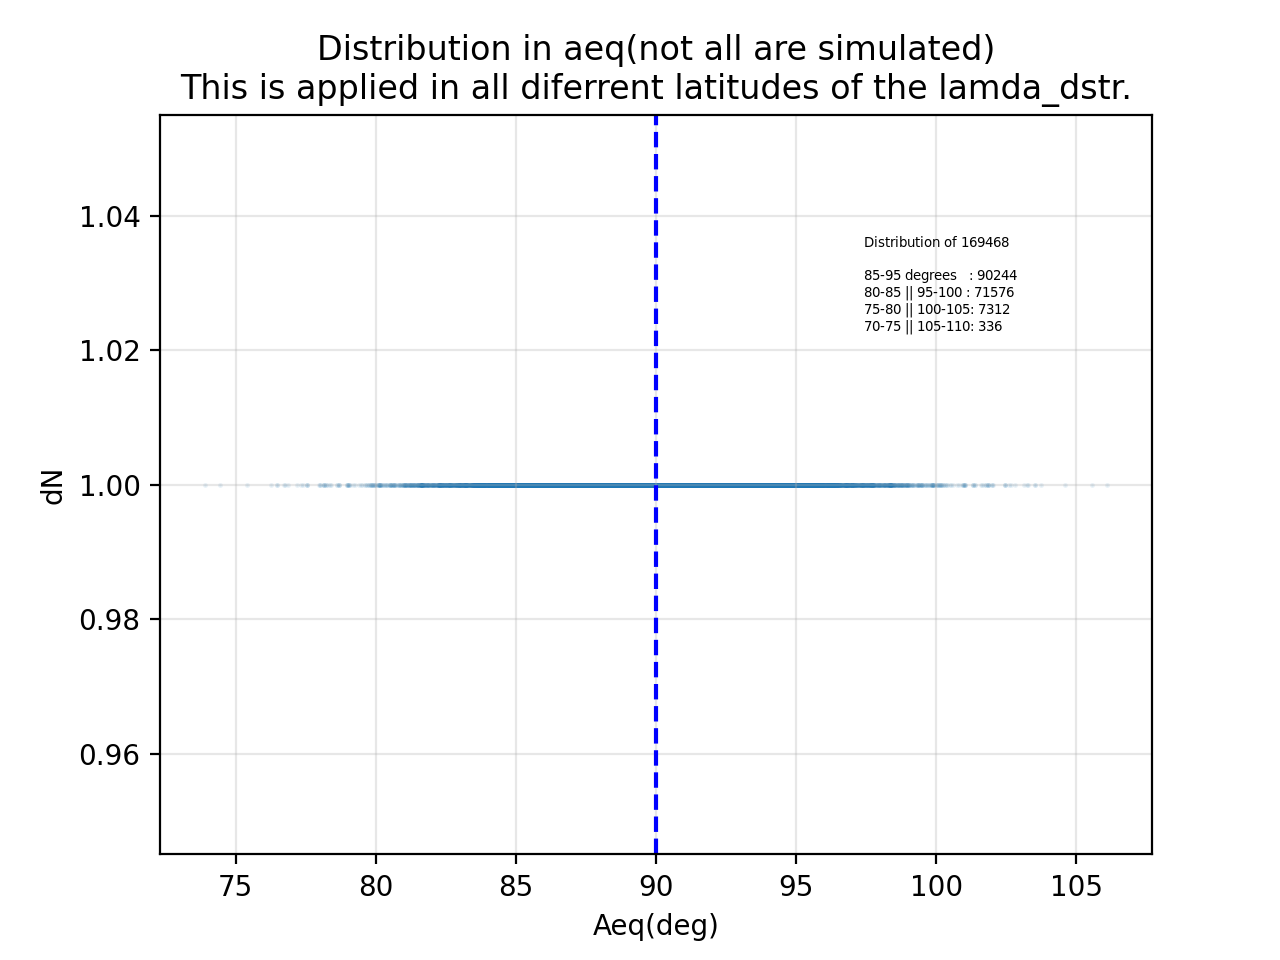 Distribution in aeq(not all are simulated)
This is applied in all diferrent latitudes of the lamda_dstr.
1.04
1.02
1.00
0.98
0.96
dN
Distribution of 169468
85-95 degrees   : 90244
80-85 || 95-100 : 71576
75-80 || 100-105: 7312
70-75 || 105-110: 336
75 80 85 90 95 100 105
Aeq(deg)